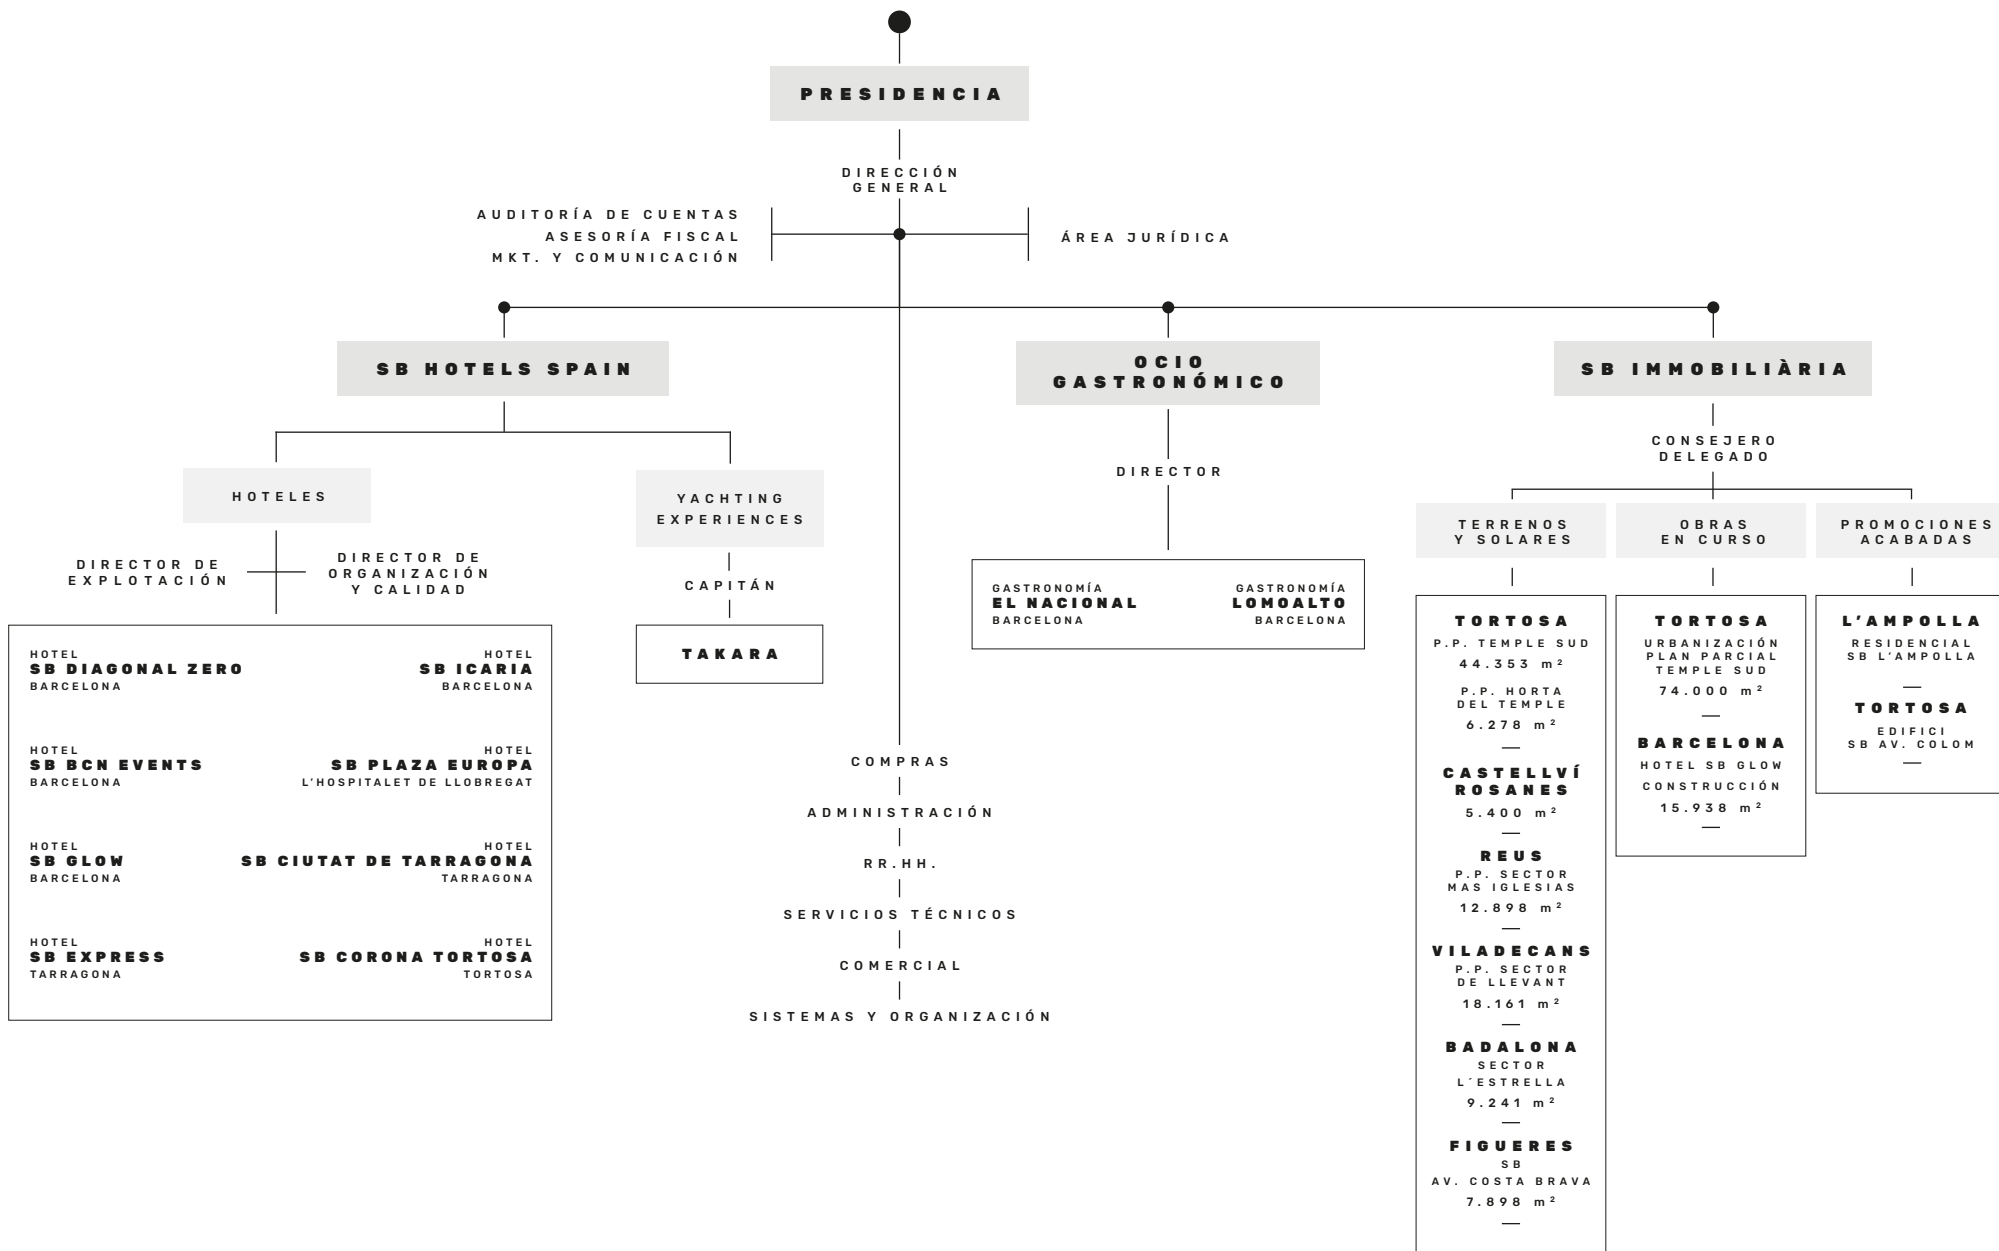 PRESIDENCIA
DIRECCIÓN
GENERAL
AUDITORÍA DE CUENTAS
ASESORÍA FISCAL
MKT. Y COMUNICACIÓN
ÁREA JURÍDICA
SB HOTELS SPAIN
HOTELES
DIRECTOR DE
EXPLOTACIÓN
DIRECTOR DE
ORGANIZACIÓN
Y CALIDAD
HOTEL
SB DIAGONAL ZERO
BARCELONA
HOTEL
SB ICARIA
BARCELONA
HOTEL
SB BCN EVENTS
BARCELONA
HOTEL
SB PLAZA EUROPA
L'HOSPITALET DE LLOBREGAT
HOTEL
SB GLOW
BARCELONA
HOTEL
SB CIUTAT DE TARRAGONA
TARRAGONA
HOTEL
SB EXPRESS
TARRAGONA
HOTEL
SB CORONA TORTOSA
TORTOSA
YACHTING
EXPERIENCES
CAPITÁN
TAKARA
COMPRAS
ADMINISTRACIÓN
RR.HH.
SERVICIOS TÉCNICOS
COMERCIAL
SISTEMAS Y ORGANIZACIÓN
OCIO
GASTRONÓMICO
DIRECTOR
GASTRONOMÍA
EL NACIONAL
BARCELONA
GASTRONOMÍA
LOMOALTO
BARCELONA
SB IMMOBILIÀRIA
CONSEJERO
DELEGADO
TERRENOS
Y SOLARES
TORTOSA
P.P. TEMPLE SUD
44.353 m²
P.P. HORTA
DEL TEMPLE
6.278 m²
CASTELLVÍ
ROSANES
5.400 m²
REUS
P.P. SECTOR
MAS IGLESIAS
12.898 m²
VILADECANS
P.P. SECTOR
DE LLEVANT
18.161 m²
BADALONA
SECTOR
L´ESTRELLA
9.241 m²
FIGUERES
SB
AV. COSTA BRAVA
7.898 m²
OBRAS
EN CURSO
TORTOSA
URBANIZACIÓN
PLAN PARCIAL
TEMPLE SUD
74.000 m²
BARCELONA
HOTEL SB GLOW
CONSTRUCCIÓN
15.938 m²
PROMOCIONES
ACABADAS
L'AMPOLLA
RESIDENCIAL
SB L'AMPOLLA
TORTOSA
EDIFICI
SB AV. COLOM